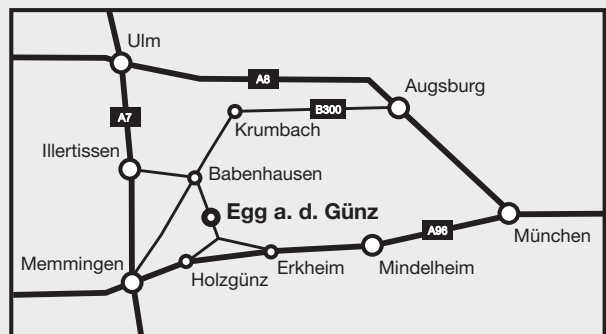 Ulm
A8
Augsburg
A7
B300
Krumbach
Illertissen
Babenhausen
Egg a. d. Günz
A96
München
Memmingen
Holzgünz
Erkheim
Mindelheim